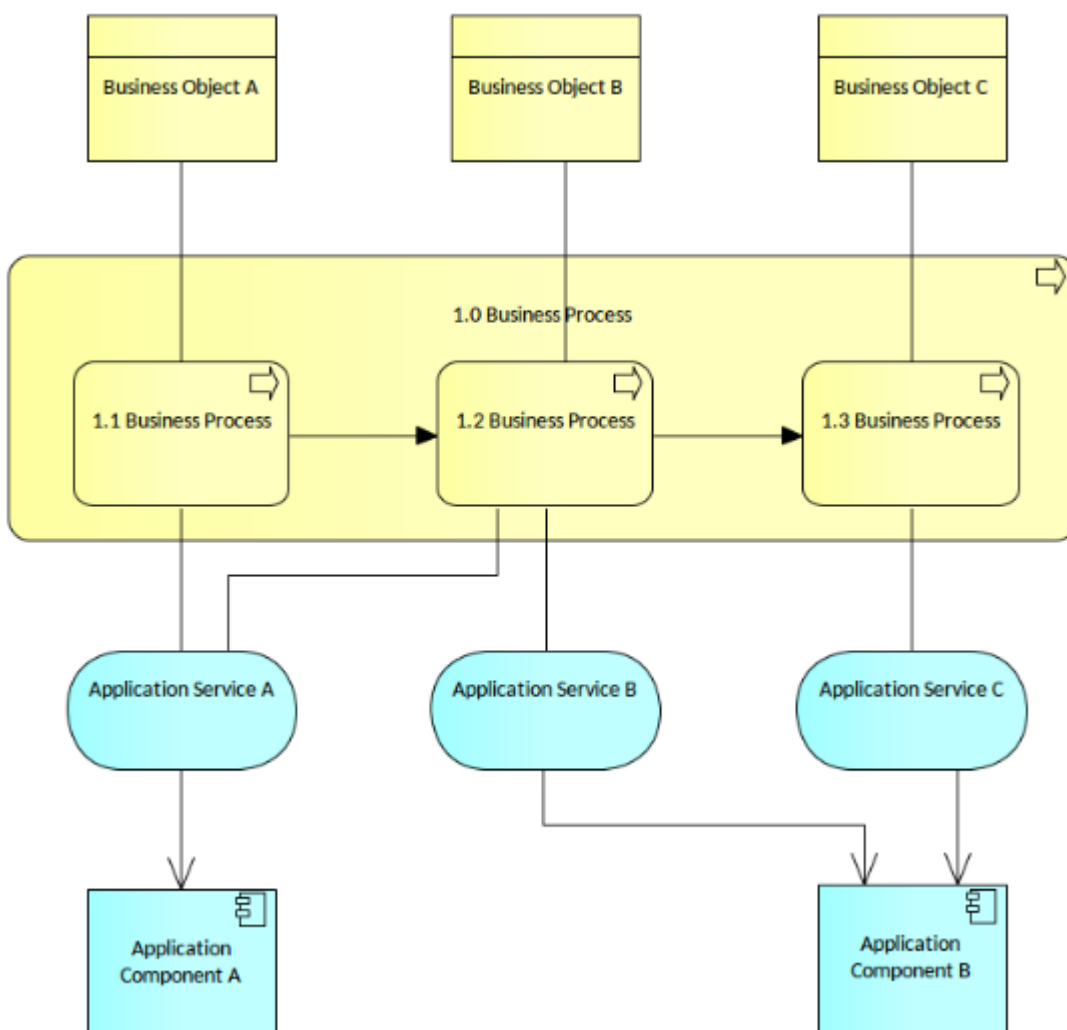 Business Object A
Business Object B
Business Object C
1.0 Business Process
1.1 Business Process
1.2 Business Process
1.3 Business Process
Application Service A
Application Service B
Application Service C
Application
Component A
Application
Component B